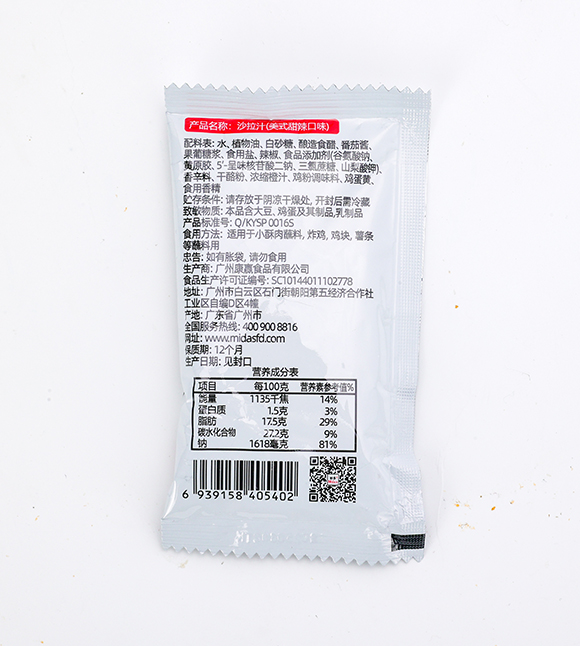 产品名称：沙拉汁(美式甜辣口味)
配料表: 水、植物油、白砂糖、酿造食醋、番茄酱、
果葡糖浆、食用盐、辣椒、食品添加剂(谷氨酸钠、
黄原胶、5'-呈味核苷酸二钠、三氯蔗糖、山梨酸钾)、
香辛料、干酪粉、浓缩橙汁、鸡粉调味料、鸡蛋黄、
食用香精
贮存条件: 请存放于阴凉干燥处, 开封后需冷藏
致敏物质: 本品含大豆、鸡蛋及其制品,乳制品
产品标准号: Q/KYSP 0016S
食用方法: 适用于小酥肉蘸料, 炸鸡, 鸡块, 薯条
等蘸料用
忠告: 如有胀袋, 请勿食用
生产商: 广州康赢食品有限公司
食品生产许可证编号: SC10144011102778
地址: 广州市白云区石门街朝阳第五经济合作社
工业区自编D区4幢
产地: 广东省广州市
全国服务热线: 400 900 8816
网址: www.midasfd.com
保质期: 12个月
生产日期: 见封口
营养成分表
项目 每100克 营养素参考值%
能量 1135千焦 14%
蛋白质 1.5克 3%
脂肪 17.5克 29%
碳水化合物 27.2克 9%
钠 1618毫克 81%
6 939158 405402